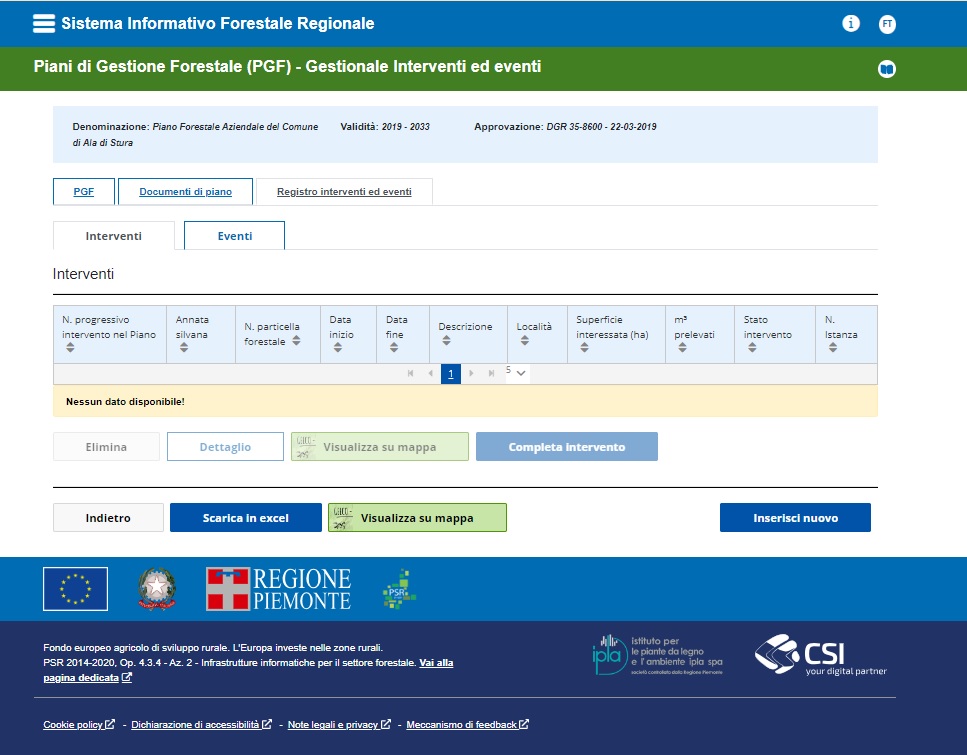 Sistema Informativo Forestale Regionale
i
FT
Piani di Gestione Forestale (PGF) - Gestionale Interventi ed eventi
Denominazione: Piano Forestale Aziendale del Comune
di Ala di Stura
Validità: 2019 - 2033
Approvazione: DGR 35-8600 - 22-03-2019
PGF
Documenti di piano
Registro interventi ed eventi
Interventi
Eventi
Interventi
N. progressivo
intervento nel Piano
Annata
silvana
N. particella
forestale
Data
inizio
Data
fine
Descrizione
Località
Superficie
interessata (ha)
m³
prelevati
Stato
intervento
N.
Istanza
1
5
Nessun dato disponibile!
Elimina
Dettaglio
Visualizza su mappa
Completa intervento
Indietro
Scarica in excel
Visualizza su mappa
Inserisci nuovo
REGIONE
PIEMONTE
PSR
Fondo europeo agricolo di sviluppo rurale. L'Europa investe nelle zone rurali.
PSR 2014-2020, Op. 4.3.4 - Az. 2 - Infrastrutture informatiche per il settore forestale. Vai alla
pagina dedicata
ipla
istituto per
le piante da legno
e l'ambiente ipla spa
società controllata dalla Regione Piemonte
CSI
your digital partner
Cookie policy - Dichiarazione di accessibilità - Note legali e privacy - Meccanismo di feedback